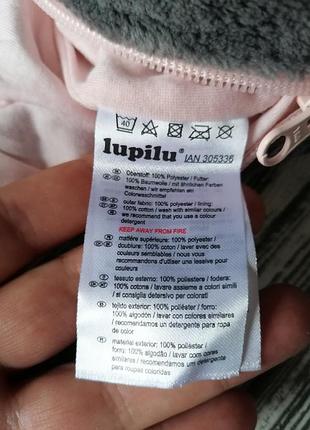 40
lupilu® IAN 305336
Oberstoff: 100% Polyester / Futter:
100% Baumwolle / mit ähnlichen Farben
waschen / wir empfehlen ein
Colorwaschmittel
outer fabric: 100% polyester / lining:
100% cotton / wash with similar colours /
we recommend that you use a colour
detergent
KEEP AWAY FROM FIRE
matière supérieure: 100% polyester /
doublure: 100% coton / laver avec des
couleurs semblables / nous vous
recommandons d'utiliser une lessive
pour couleurs
tessuto esterno: 100% poliestere / fodera:
100% cotone / lavare assieme a colori simili
/ si consiglia detersivo per colorati
tejido exterior: 100% poliéster / forro:
100% algodón / lavar con colores
similares / recomendamos un detergente para ropa
de color
material exterior: 100% poliéster /
forro: 100% algodão / lavar com cores
similares / recomendamos um detergente
para roupas coloridas